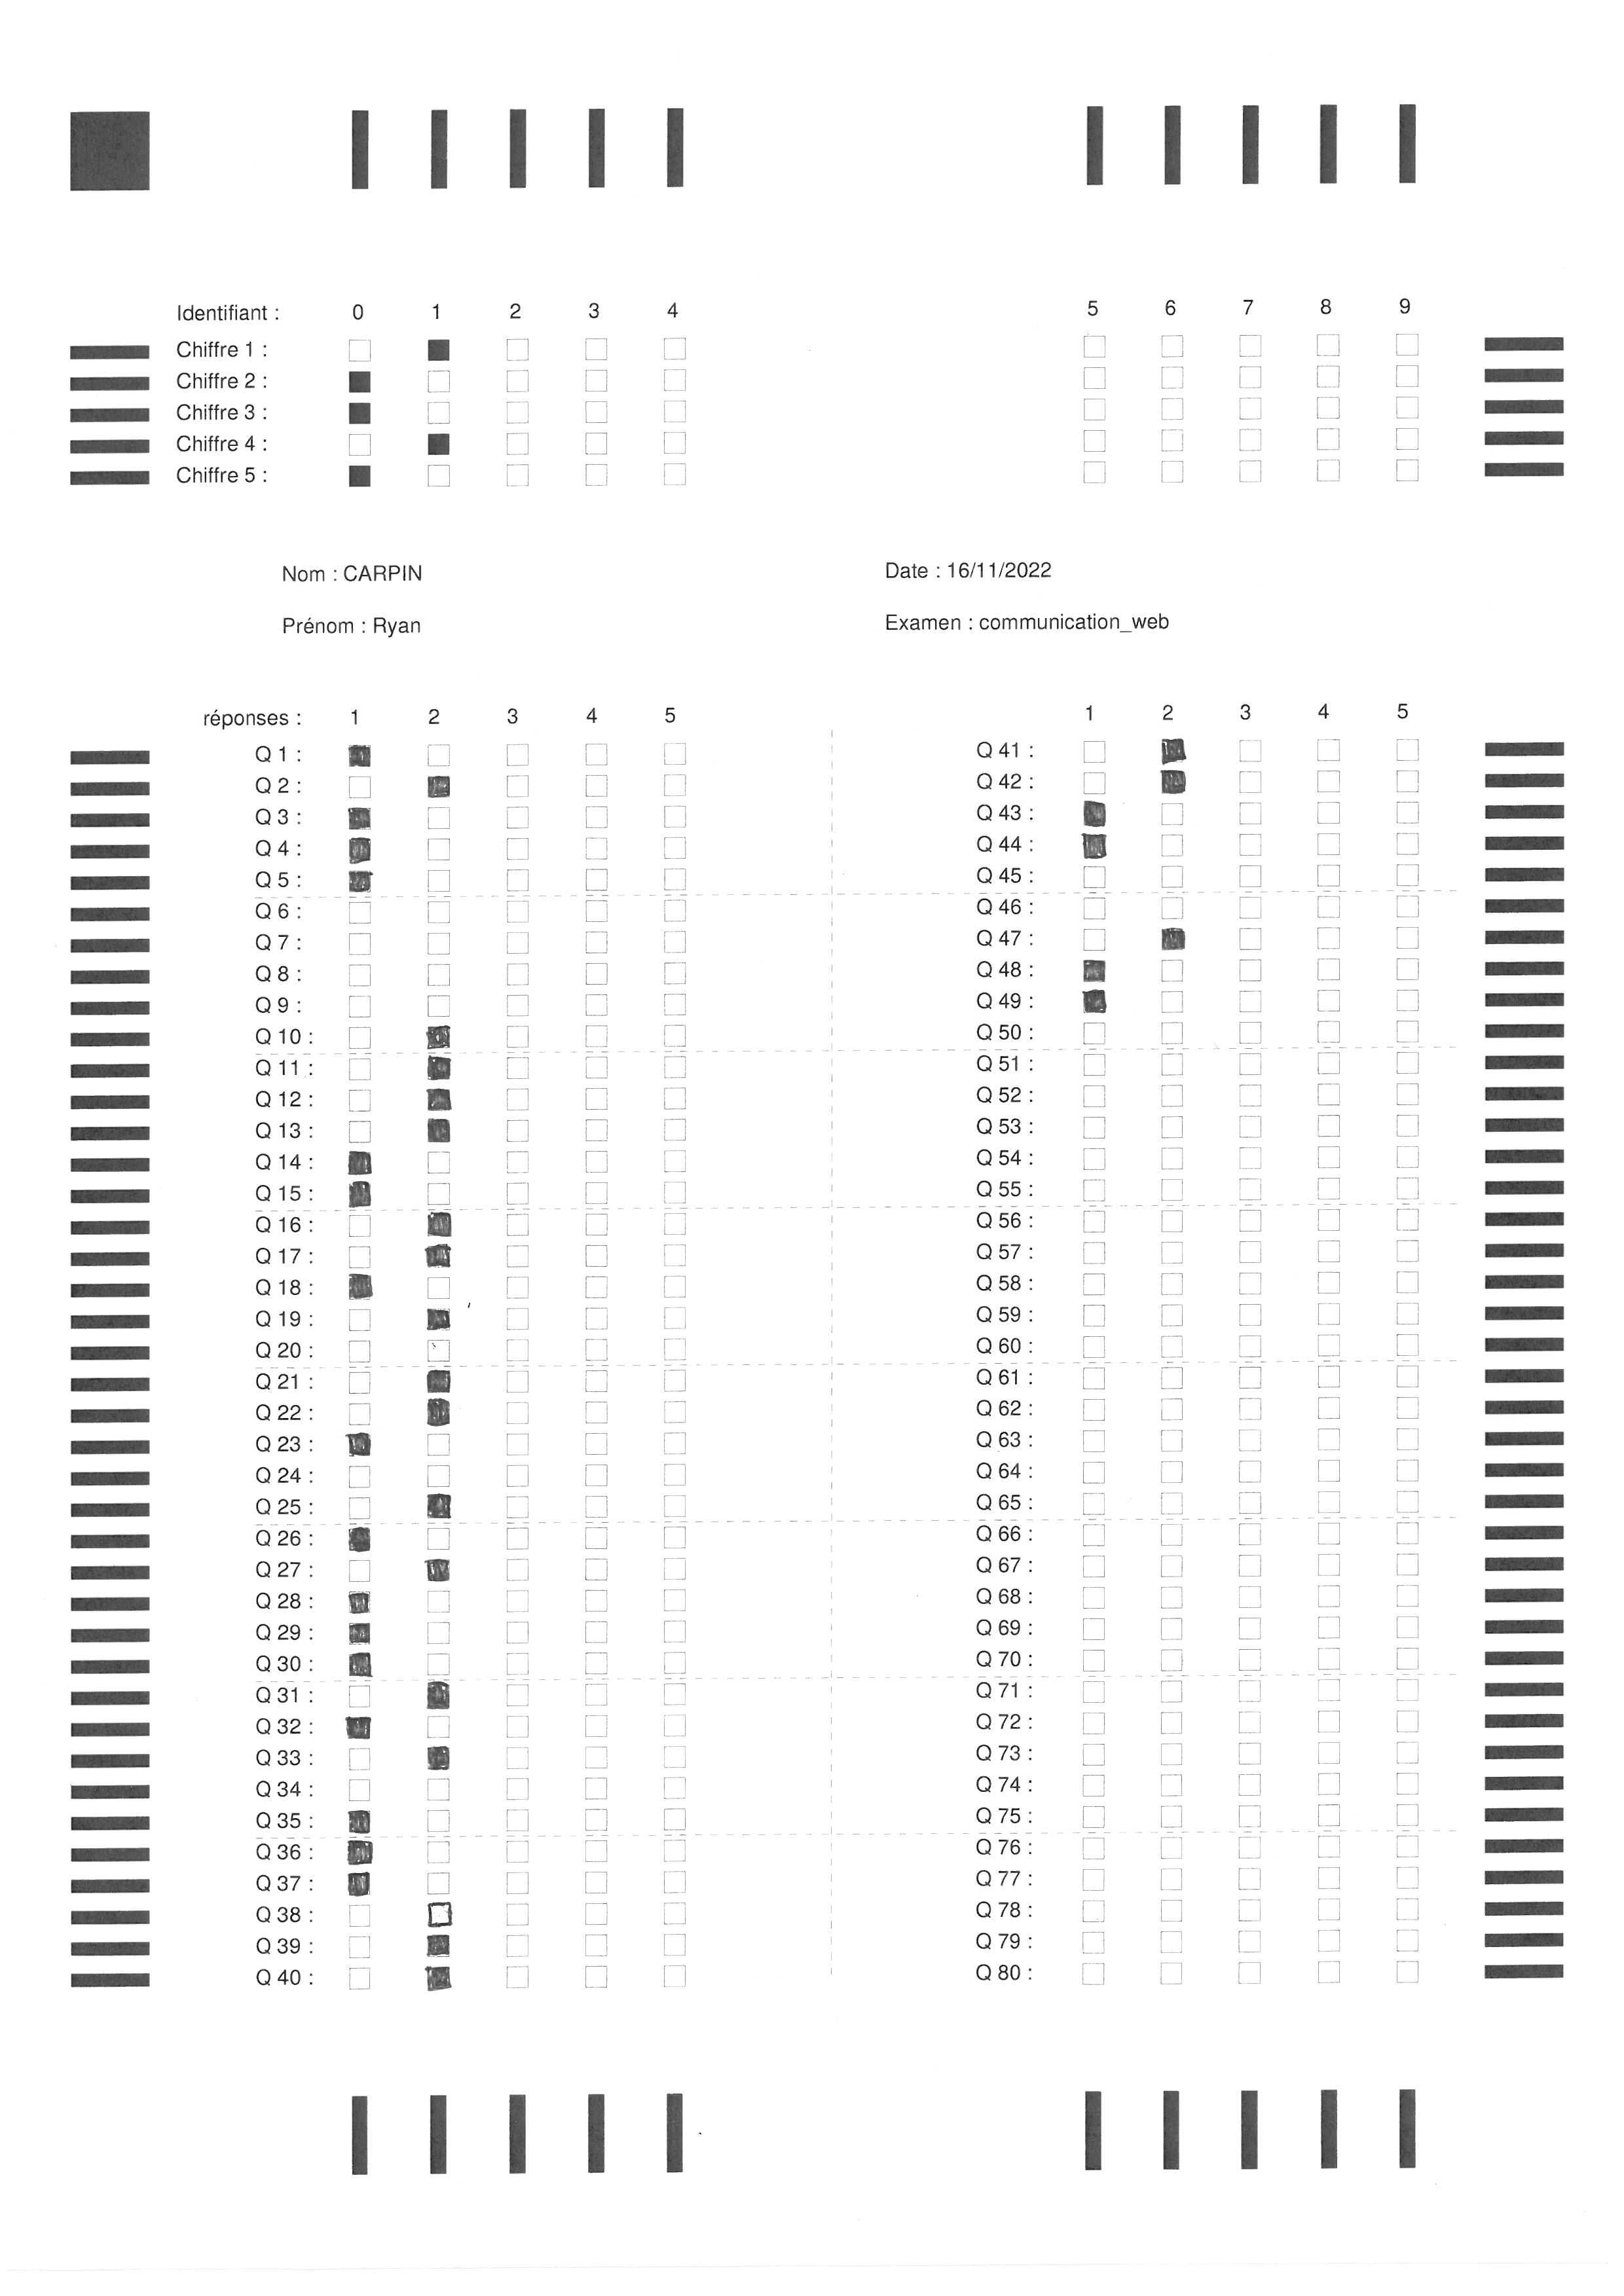 Identifiant : 0 1 2 3 4 5 6 7 8 9
Chiffre 1 :
Chiffre 2 :
Chiffre 3 :
Chiffre 4 :
Chiffre 5 :
Nom : CARPIN
Date : 16/11/2022
Prénom : Ryan
Examen : communication_web
réponses : 1 2 3 4 5
Q 1 :
Q 2 :
Q 3 :
Q 4 :
Q 5 :
Q 6 :
Q 7 :
Q 8 :
Q 9 :
Q 10 :
Q 11 :
Q 12 :
Q 13 :
Q 14 :
Q 15 :
Q 16 :
Q 17 :
Q 18 :
Q 19 :
Q 20 :
Q 21 :
Q 22 :
Q 23 :
Q 24 :
Q 25 :
Q 26 :
Q 27 :
Q 28 :
Q 29 :
Q 30 :
Q 31 :
Q 32 :
Q 33 :
Q 34 :
Q 35 :
Q 36 :
Q 37 :
Q 38 :
Q 39 :
Q 40 :
1 2 3 4 5
Q 41 :
Q 42 :
Q 43 :
Q 44 :
Q 45 :
Q 46 :
Q 47 :
Q 48 :
Q 49 :
Q 50 :
Q 51 :
Q 52 :
Q 53 :
Q 54 :
Q 55 :
Q 56 :
Q 57 :
Q 58 :
Q 59 :
Q 60 :
Q 61 :
Q 62 :
Q 63 :
Q 64 :
Q 65 :
Q 66 :
Q 67 :
Q 68 :
Q 69 :
Q 70 :
Q 71 :
Q 72 :
Q 73 :
Q 74 :
Q 75 :
Q 76 :
Q 77 :
Q 78 :
Q 79 :
Q 80 :